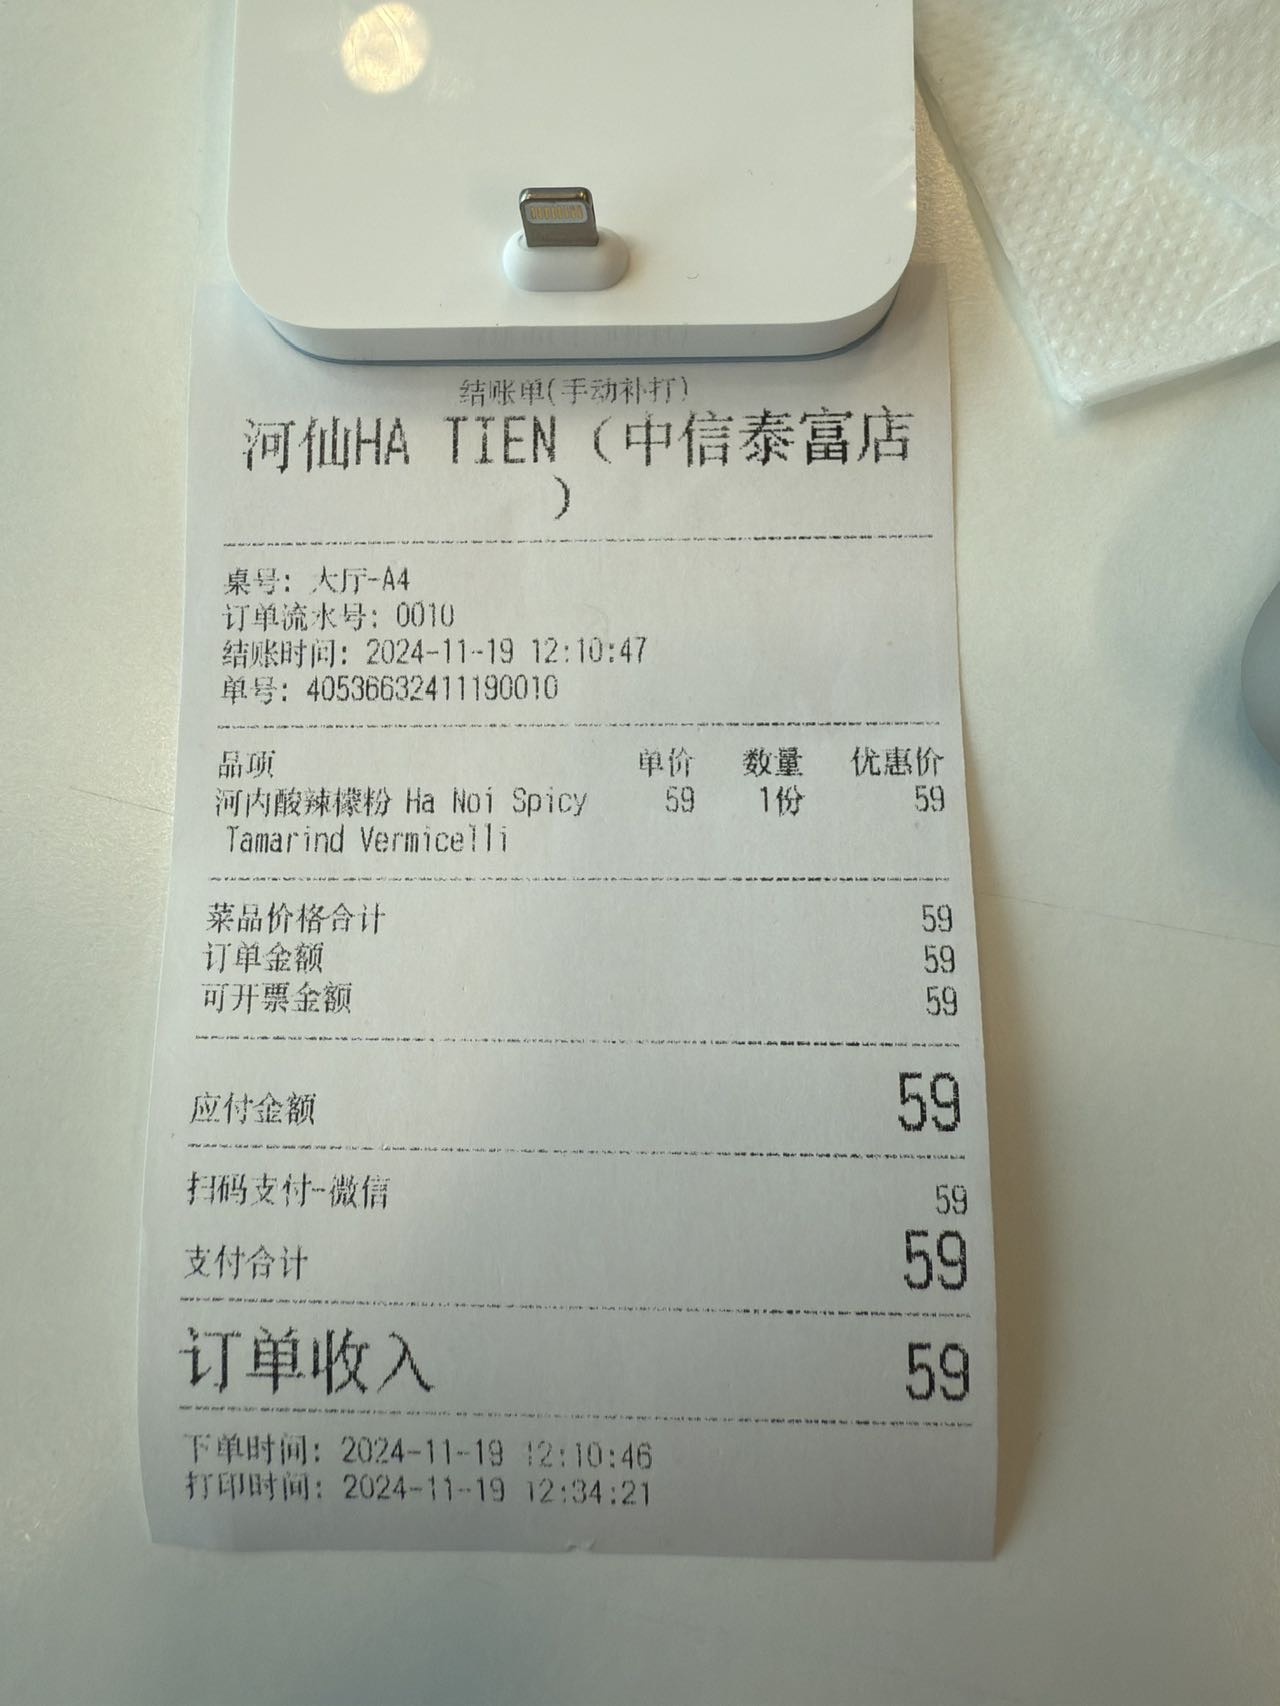 结账单(手动补打)
河仙HA TIEN（中信泰富店
）
桌号: 大厅-A4
订单流水号: 0010
结账时间: 2024-11-19 12:10:47
单号: 40536632411190010
品项 单价 数量 优惠价
河内酸辣檬粉 Ha Noi Spicy 59 1份 59
Tamarind Vermicelli
菜品价格合计 59
订单金额 59
可开票金额 59
应付金额 59
扫码支付-微信 59
支付合计 59
订单收入 59
下单时间: 2024-11-19 12:10:46
打印时间: 2024-11-19 12:34:21